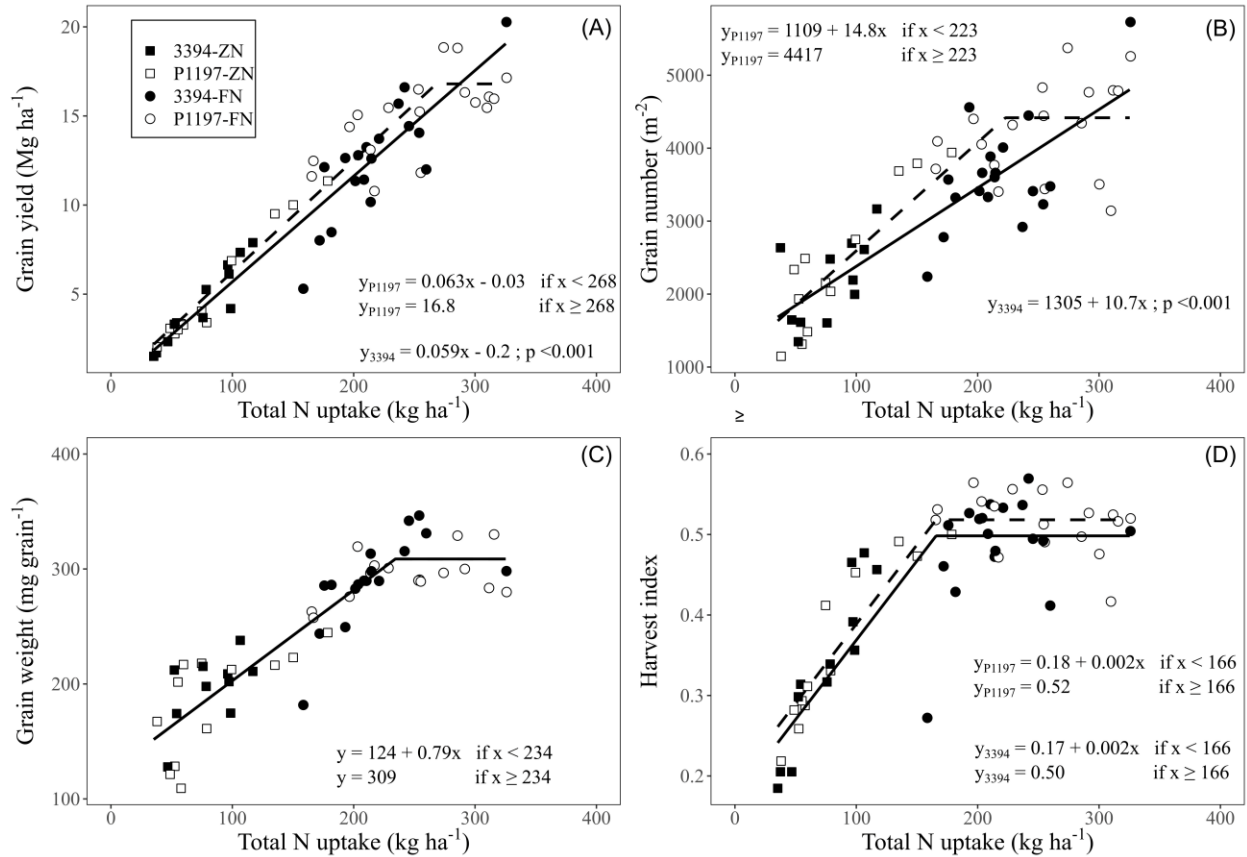 (A)
3394-ZN
P1197-ZN
3394-FN
P1197-FN
20
15
10
5
Grain yield (Mg ha⁻¹)
y_P1197 = 0.063x - 0.03 if x < 268
y_P1197 = 16.8 if x ≥ 268
y_3394 = 0.059x - 0.2 ; p <0.001
0 100 200 300 400
Total N uptake (kg ha⁻¹)
(B)
y_P1197 = 1109 + 14.8x if x < 223
y_P1197 = 4417 if x ≥ 223
5000
4000
3000
2000
1000
Grain number (m⁻²)
y_3394 = 1305 + 10.7x ; p <0.001
0 100 200 300 400
Total N uptake (kg ha⁻¹)
≥
(C)
400
300
200
100
Grain weight (mg grain⁻¹)
y = 124 + 0.79x if x < 234
y = 309 if x ≥ 234
0 100 200 300 400
Total N uptake (kg ha⁻¹)
(D)
0.6
0.5
0.4
0.3
0.2
Harvest index
y_P1197 = 0.18 + 0.002x if x < 166
y_P1197 = 0.52 if x ≥ 166
y_3394 = 0.17 + 0.002x if x < 166
y_3394 = 0.50 if x ≥ 166
0 100 200 300 400
Total N uptake (kg ha⁻¹)